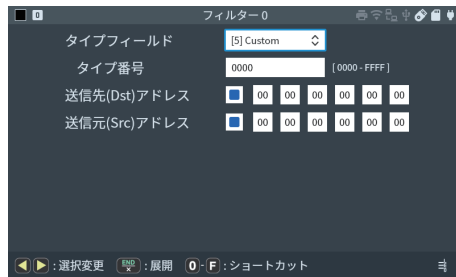 0 フィルター 0
タイプフィールド [5] Custom
タイプ番号 0000 [ 0000 - FFFF ]
送信先(Dst)アドレス 00 00 00 00 00 00
送信元(Src)アドレス 00 00 00 00 00 00
:選択変更 END × :展開 0 - F :ショートカット